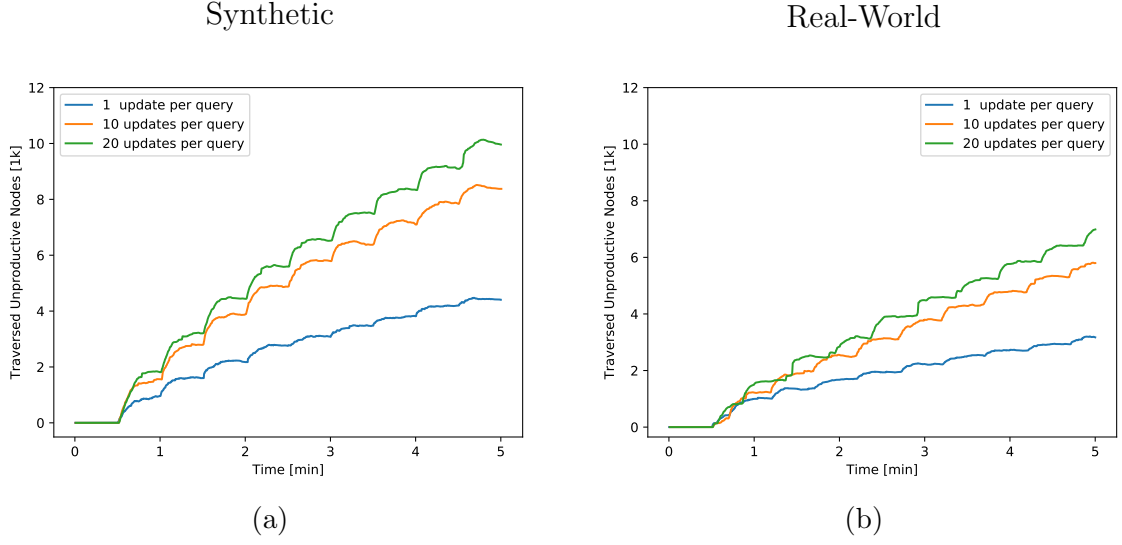 Synthetic
Real-World
12
10
8
6
4
2
0
Traversed Unproductive Nodes [1k]
1 update per query
10 updates per query
20 updates per query
0 1 2 3 4 5
Time [min]
(a)
12
10
8
6
4
2
0
Traversed Unproductive Nodes [1k]
1 update per query
10 updates per query
20 updates per query
0 1 2 3 4 5
Time [min]
(b)